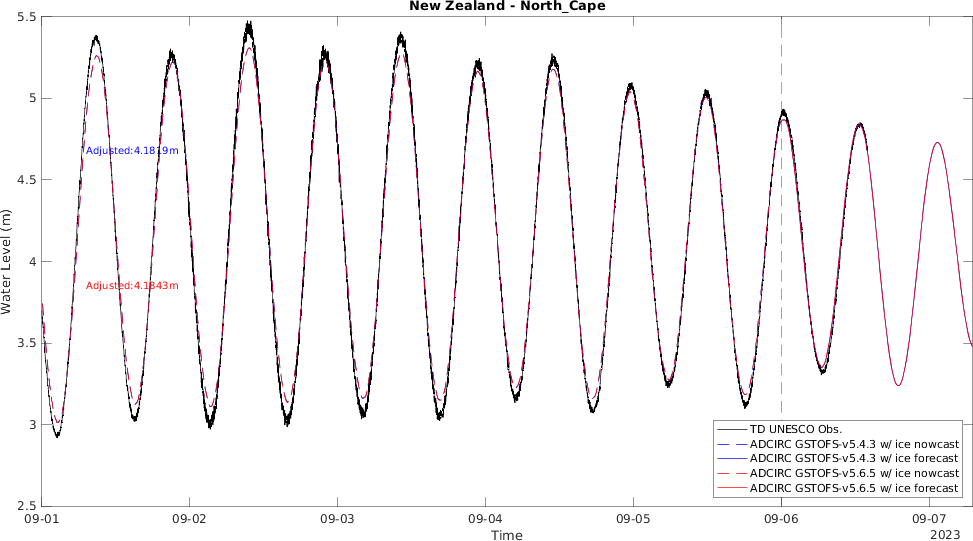 New Zealand - North_Cape
5.5
5
4.5
4
3.5
3
2.5
Water Level (m)
Adjusted:4.1819m
Adjusted:4.1843m
TD UNESCO Obs.
ADCIRC GSTOFS-v5.4.3 w/ ice nowcast
ADCIRC GSTOFS-v5.4.3 w/ ice forecast
ADCIRC GSTOFS-v5.6.5 w/ ice nowcast
ADCIRC GSTOFS-v5.6.5 w/ ice forecast
09-01 09-02 09-03 09-04 09-05 09-06 09-07
Time
2023